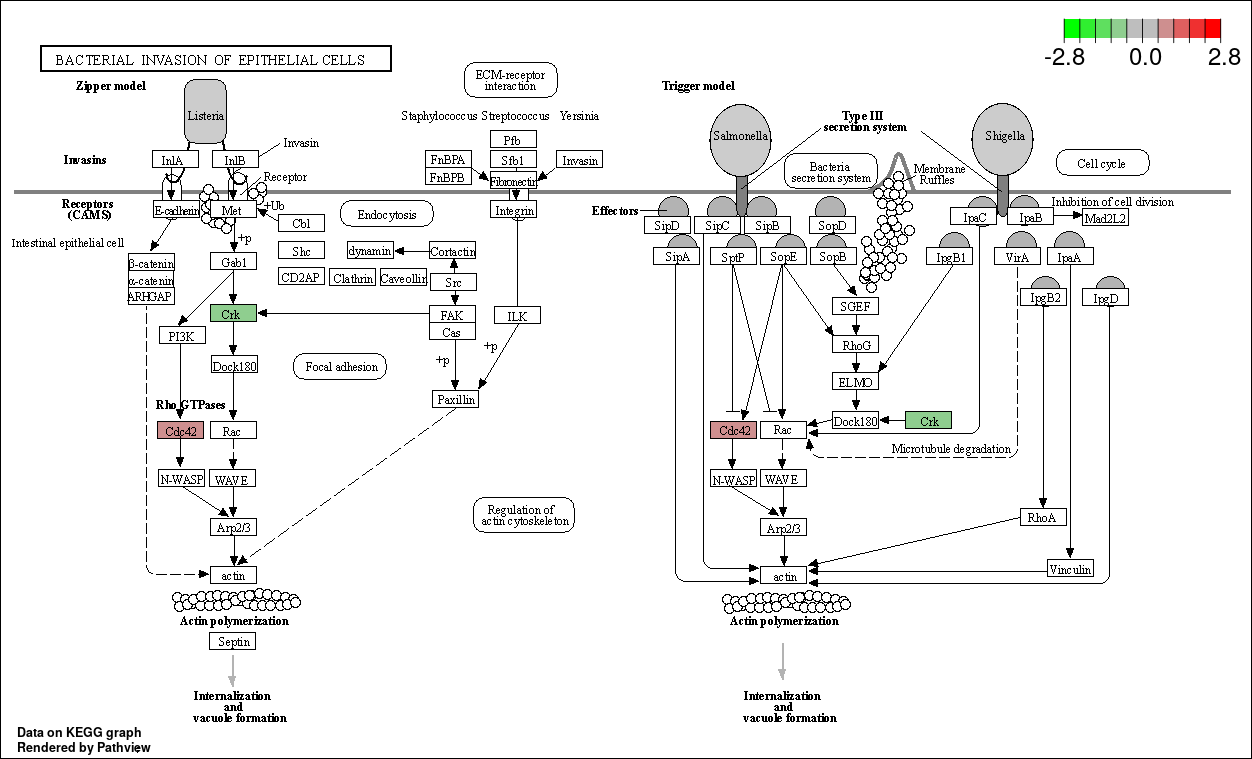 -2.8 0.0 2.8
BACTERIAL INVASION OF EPITHELIAL CELLS
Zipper model
Listeria
ECM-receptor
interaction
Staphylococcus Streptococcus Yersinia
Invasin
Invasins
InlA
InlB
FnBPA
FnBPB
Pfb
Sfb1
Fibronectin
Invasin
Receptor
Receptors
(CAMS)
E-cadherin
Met
+Ub
Cbl
Endocytosis
Integrin
Intestinal epithelial cell
+p
Shc
dynamin
Cortactin
β-catenin
α-catenin
ARHGAP
Gab1
CD2AP
Clathrin
Caveollin
Src
Crk
FAK
Cas
ILK
PI3K
+p
+p
Dock180
Focal adhesion
Paxillin
Rho GTPases
Cdc42
Rac
N-WASP
WAVE
Regulation of
actin cytoskeleton
Arp2/3
actin
Actin polymerization
Septin
Internalization
and
vacuole formation
Trigger model
Salmonella
Type III
secretion system
Shigella
Bacteria
secretion system
Membrane
Ruffles
Cell cycle
Effectors
SipD
SipC
SipB
SopD
IpaC
IpaB
Inhibition of cell division
Mad2L2
SipA
SptP
SopE
SopB
IpgB1
VirA
IpaA
IpgB2
IpgD
SGEF
RhoG
ELMO
Cdc42
Rac
Dock180
Crk
Microtubule degradation
N-WASP
WAVE
Arp2/3
RhoA
actin
Vinculin
Actin polymerization
Internalization
and
vacuole formation
Data on KEGG graph
Rendered by Pathview